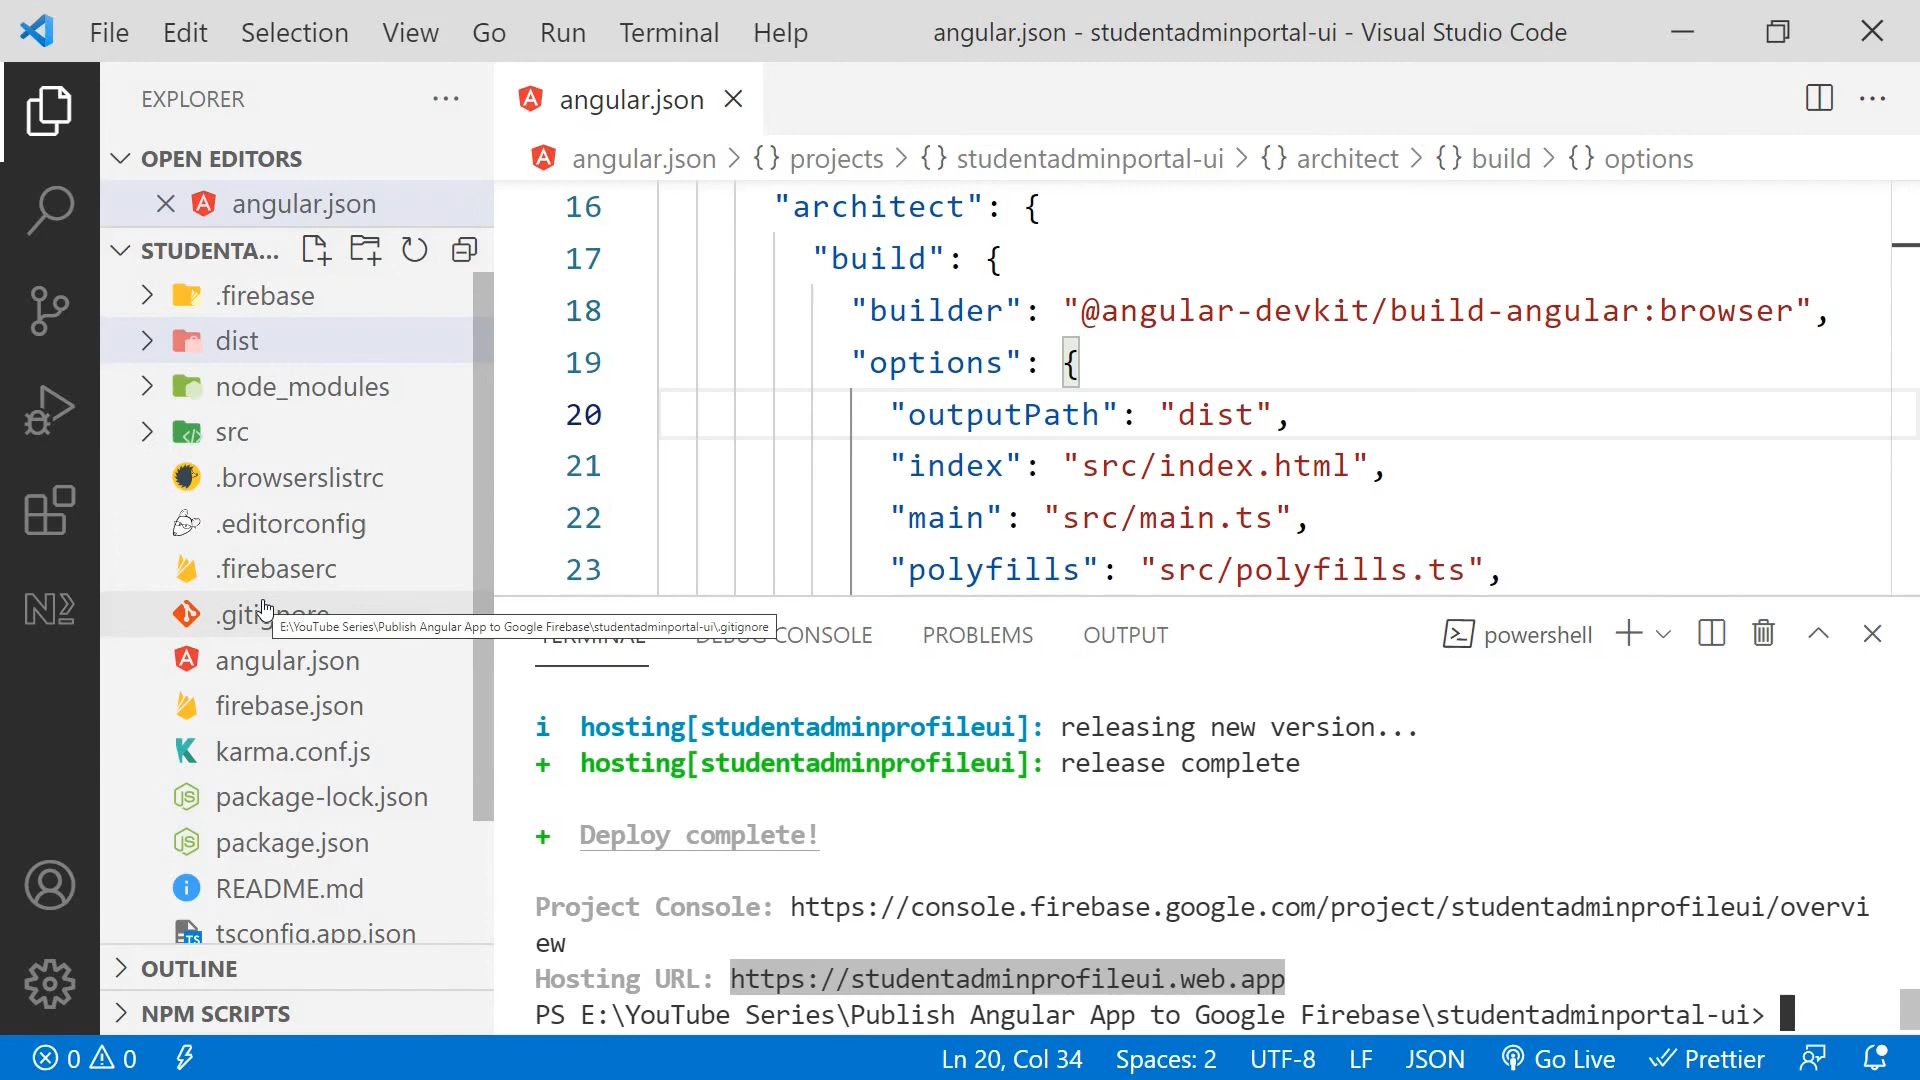 File Edit Selection View Go Run Terminal Help angular.json - studentadminportal-ui - Visual Studio Code
EXPLORER
angular.json
OPEN EDITORS
angular.json
angular.json > {} projects > {} studentadminportal-ui > {} architect > {} build > {} options
STUDENTA...
.firebase
dist
node_modules
src
.browserslistrc
.editorconfig
.firebaserc
.gitignore
angular.json
firebase.json
karma.conf.js
package-lock.json
package.json
README.md
tsconfig.app.json
OUTLINE
NPM SCRIPTS
16 "architect": {
17 "build": {
18 "builder": "@angular-devkit/build-angular:browser",
19 "options": {
20 "outputPath": "dist",
21 "index": "src/index.html",
22 "main": "src/main.ts",
23 "polyfills": "src/polyfills.ts",
E:\YouTube Series\Publish Angular App to Google Firebase\studentadminportal-ui\.gitignore
TERMINAL DEBUG CONSOLE PROBLEMS OUTPUT powershell
i hosting[studentadminprofileui]: releasing new version...
+ hosting[studentadminprofileui]: release complete
+ Deploy complete!
Project Console: https://console.firebase.google.com/project/studentadminprofileui/overvi
ew
Hosting URL: https://studentadminprofileui.web.app
PS E:\YouTube Series\Publish Angular App to Google Firebase\studentadminportal-ui>
0 0 Ln 20, Col 34 Spaces: 2 UTF-8 LF JSON Go Live Prettier